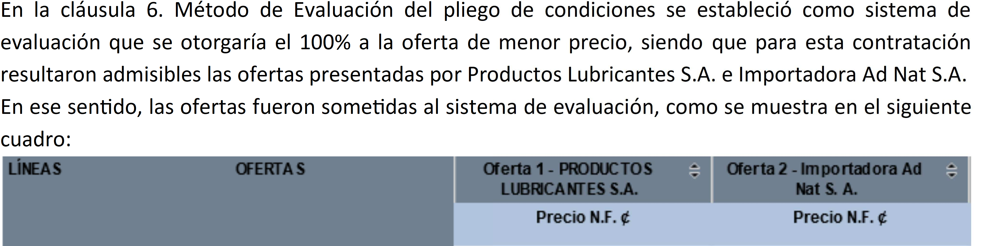 En la cláusula 6. Método de Evaluación del pliego de condiciones se estableció como sistema de
evaluación que se otorgaría el 100% a la oferta de menor precio, siendo que para esta contratación
resultaron admisibles las ofertas presentadas por Productos Lubricantes S.A. e Importadora Ad Nat S.A.
En ese sentido, las ofertas fueron sometidas al sistema de evaluación, como se muestra en el siguiente
cuadro:
LÍNEAS OFERTAS Oferta 1 - PRODUCTOS Oferta 2 - Importadora Ad
LUBRICANTES S.A. Nat S. A.
Precio N.F. ₡ Precio N.F. ₡